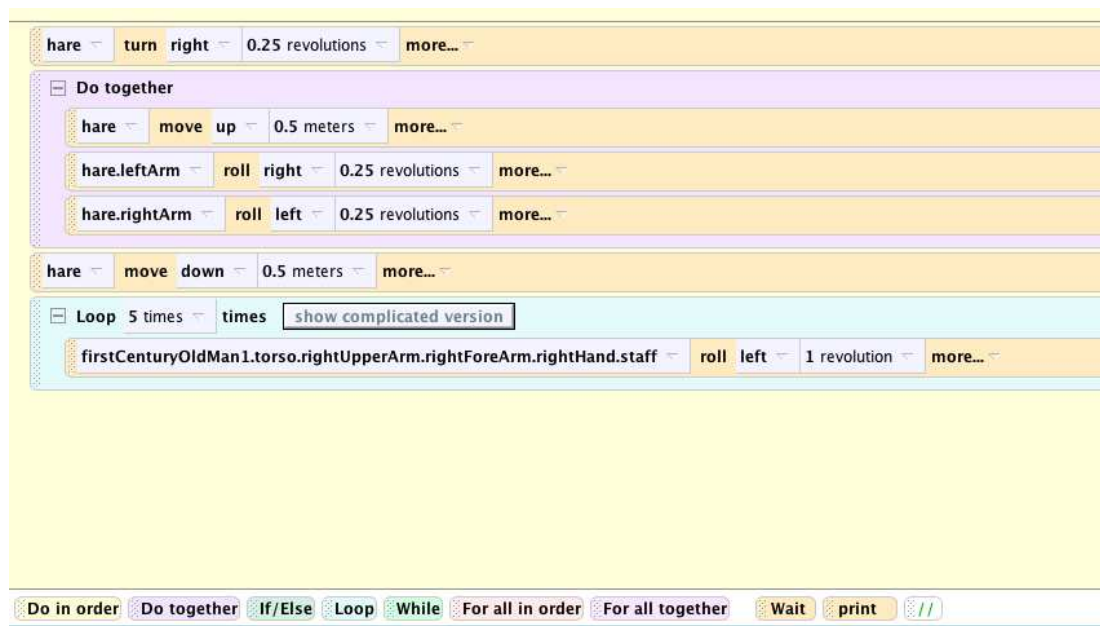 hare turn right 0.25 revolutions more...
Do together
hare move up 0.5 meters more...
hare.leftArm roll right 0.25 revolutions more...
hare.rightArm roll left 0.25 revolutions more...
hare move down 0.5 meters more...
Loop 5 times times show complicated version
firstCenturyOldMan1.torso.rightUpperArm.rightForeArm.rightHand.staff roll left 1 revolution more...
Do in order Do together If/Else Loop While For all in order For all together Wait print //